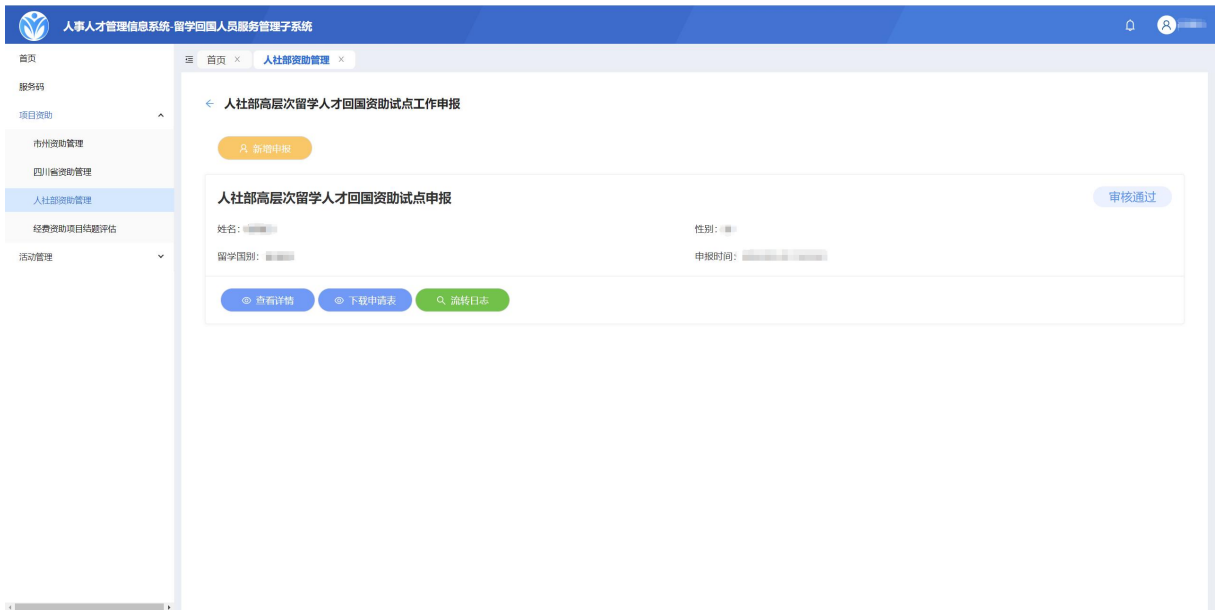 人事人才管理信息系统-留学回国人员服务管理子系统
首页
服务码
项目资助
市州资助管理
四川省资助管理
人社部资助管理
经费资助项目结题评估
活动管理
首页 × 人社部资助管理 ×
← 人社部高层次留学人才回国资助试点工作申报
新增申报
人社部高层次留学人才回国资助试点申报 审核通过
姓名: 性别:
留学国别: 申报时间:
查看详情 下载申请表 流转日志